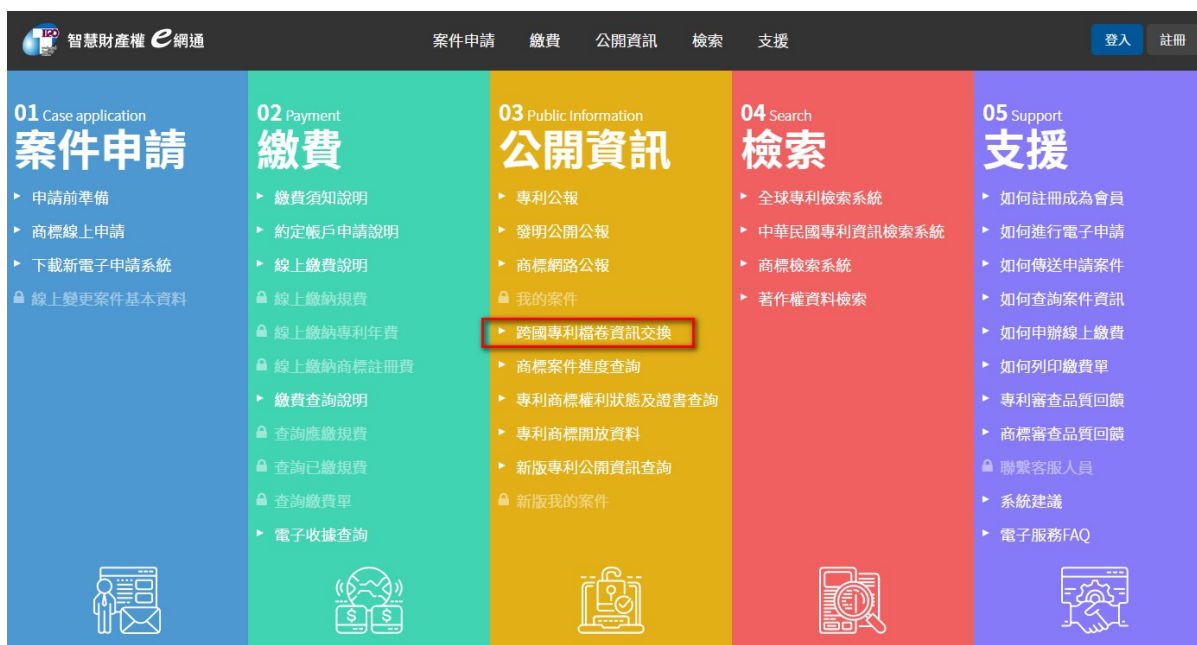 TIPO 智慧財產權 e網通
案件申請 繳費 公開資訊 檢索 支援
登入 註冊
01 Case application
案件申請
申請前準備
商標線上申請
下載新電子申請系統
線上變更案件基本資料
02 Payment
繳費
繳費須知說明
約定帳戶申請說明
線上繳費說明
線上繳納規費
線上繳納專利年費
線上繳納商標註冊費
繳費查詢說明
查詢應繳規費
查詢已繳規費
查詢繳費單
電子收據查詢
03 Public Information
公開資訊
專利公報
發明公開公報
商標網路公報
我的案件
跨國專利檔卷資訊交換
商標案件進度查詢
專利商標權利狀態及證書查詢
專利商標開放資料
新版專利公開資訊查詢
新版我的案件
04 Search
檢索
全球專利檢索系統
中華民國專利資訊檢索系統
商標檢索系統
著作權資料檢索
05 Support
支援
如何註冊成為會員
如何進行電子申請
如何傳送申請案件
如何查詢案件資訊
如何申辦線上繳費
如何列印繳費單
專利審查品質回饋
商標審查品質回饋
聯繫客服人員
系統建議
電子服務FAQ